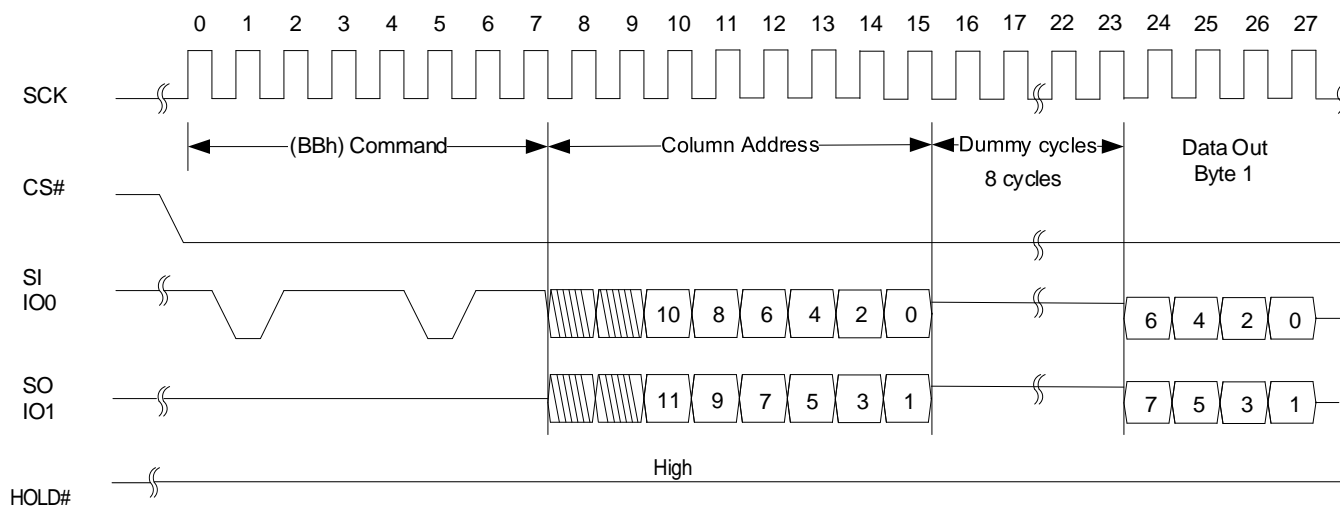 0 1 2 3 4 5 6 7 8 9 10 11 12 13 14 15 16 17 22 23 24 25 26 27
SCK
(BBh) Command Column Address Dummy cycles Data Out
8 cycles Byte 1
CS#
SI
IO0
10 8 6 4 2 0 6 4 2 0
SO
IO1
11 9 7 5 3 1 7 5 3 1
High
HOLD#